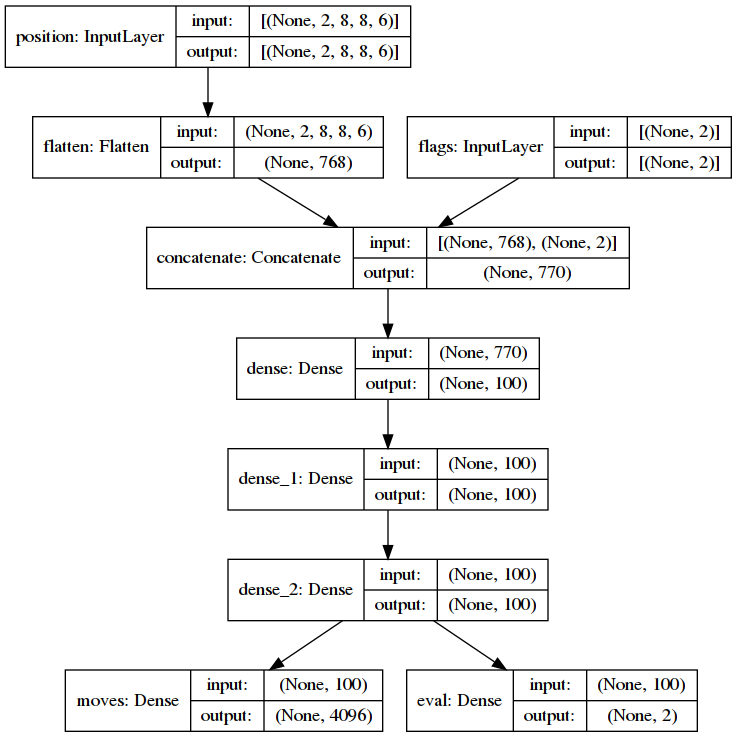 position: InputLayer input: [(None, 2, 8, 8, 6)]
output: [(None, 2, 8, 8, 6)]
flatten: Flatten input: (None, 2, 8, 8, 6)
output: (None, 768)
flags: InputLayer input: [(None, 2)]
output: [(None, 2)]
concatenate: Concatenate input: [(None, 768), (None, 2)]
output: (None, 770)
dense: Dense input: (None, 770)
output: (None, 100)
dense_1: Dense input: (None, 100)
output: (None, 100)
dense_2: Dense input: (None, 100)
output: (None, 100)
moves: Dense input: (None, 100)
output: (None, 4096)
eval: Dense input: (None, 100)
output: (None, 2)